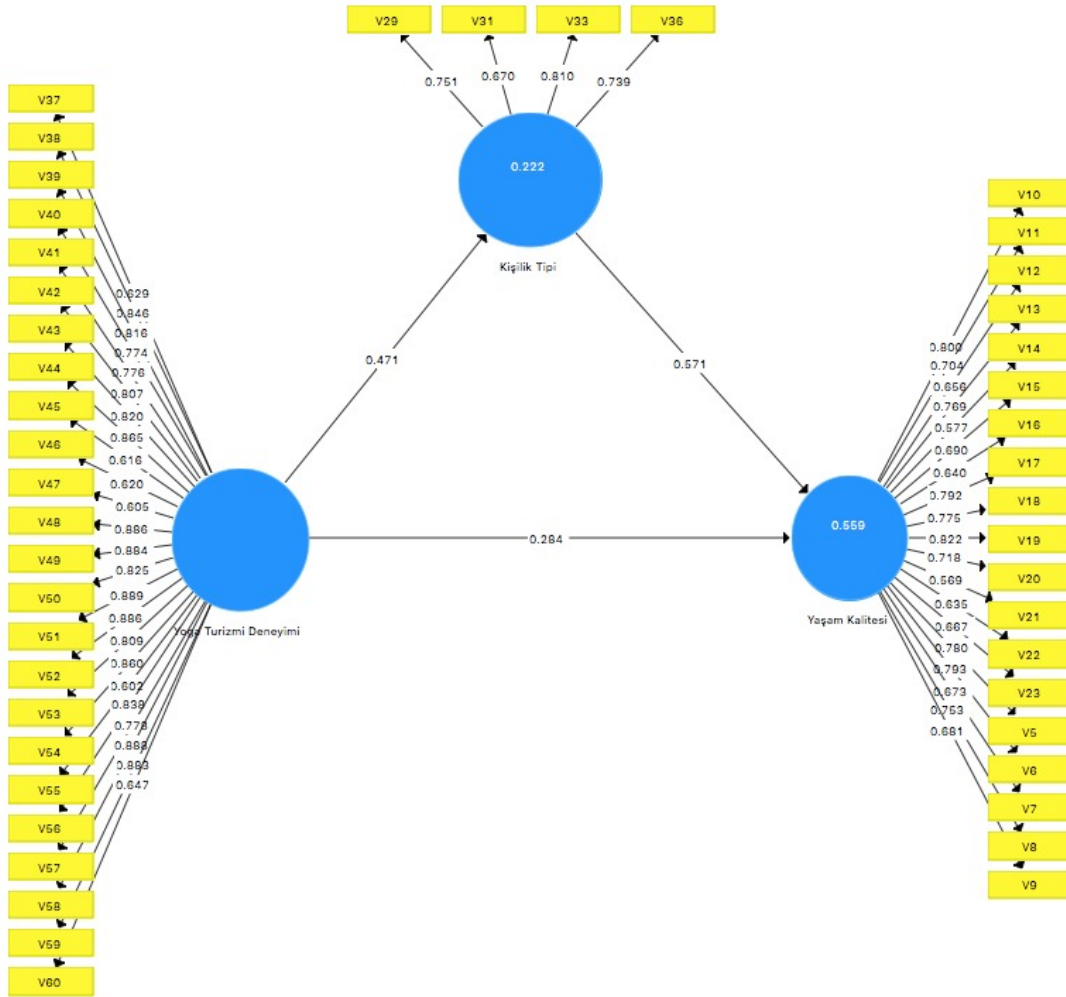 V29 V31 V33 V36
0.751 0.670 0.810 0.739
0.222
Kişilik Tipi
V37
V38
V39
V40
V41
V42
V43
V44
V45
V46
V47
V48
V49
V50
V51
V52
V53
V54
V55
V56
V57
V58
V59
V60
0.629
0.846
0.816
0.774
0.776
0.807
0.820
0.865
0.616
0.620
0.605
0.886
0.884
0.825
0.889
0.886
0.809
0.860
0.602
0.838
0.778
0.888
0.883
0.647
Yoga Turizmi Deneyimi
0.471
0.571
0.284
0.559
Yaşam Kalitesi
0.800
0.704
0.656
0.769
0.577
0.690
0.640
0.792
0.775
0.822
0.718
0.569
0.635
0.667
0.780
0.793
0.673
0.753
0.681
V10
V11
V12
V13
V14
V15
V16
V17
V18
V19
V20
V21
V22
V23
V5
V6
V7
V8
V9